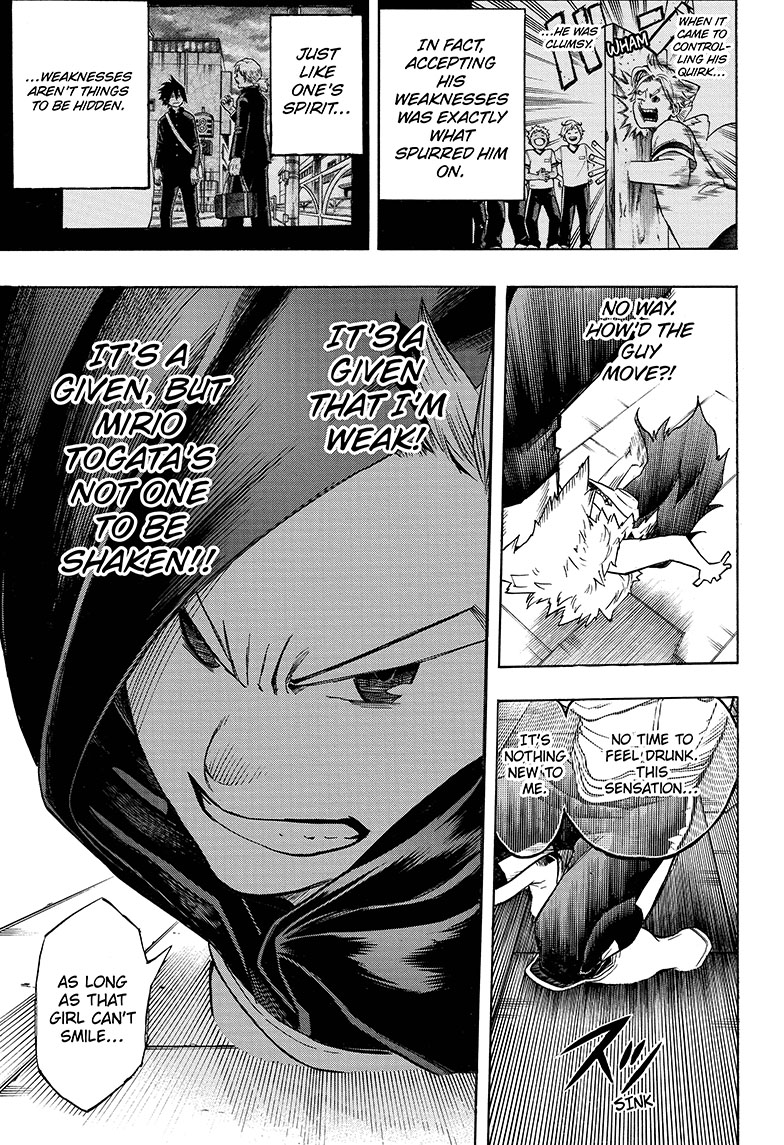 WHEN IT
CAME TO
CONTROL-
LING HIS
QUIRK...
...HE WAS
CLUMSY.
WHAM
IN FACT,
ACCEPTING
HIS
WEAKNESSES
WAS EXACTLY
WHAT
SPURRED HIM
ON.
JUST
LIKE
ONE'S
SPIRIT...
...WEAKNESSES
AREN'T THINGS
TO BE HIDDEN.
NO WAY.
HOW'D THE
GUY
MOVE?!
IT'S A
GIVEN
THAT I'M
WEAK!
IT'S A
GIVEN, BUT
MIRIO
TOGATA'S
NOT ONE
TO BE
SHAKEN!!
NO TIME TO
FEEL DRUNK.
THIS
SENSATION...
IT'S
NOTHING
NEW TO
ME.
スッ
SINK
AS LONG
AS THAT
GIRL CAN'T
SMILE...